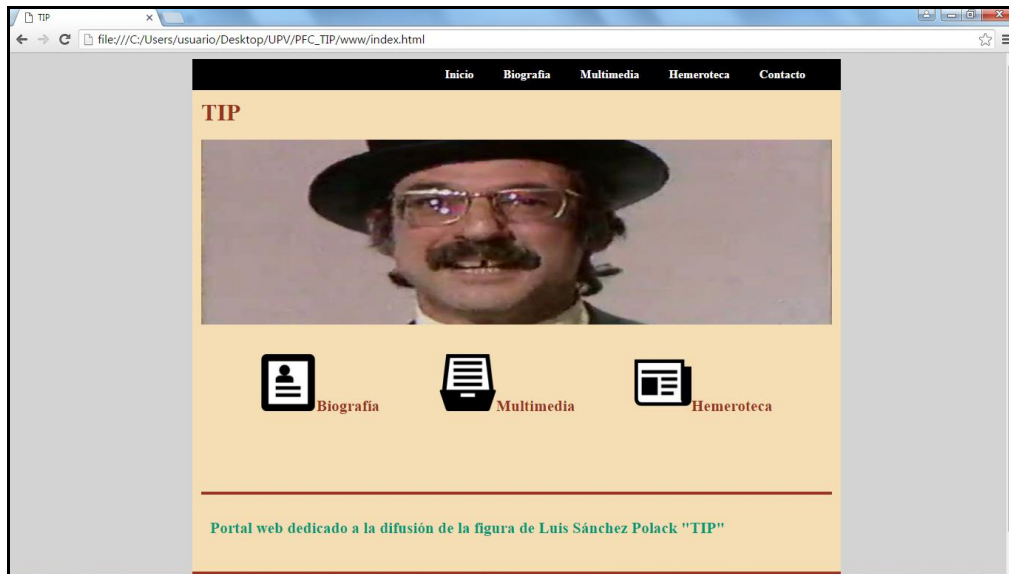 TIP
file:///C:/Users/usuario/Desktop/UPV/PFC_TIP/www/index.html
Inicio Biografia Multimedia Hemeroteca Contacto
TIP
Biografía Multimedia Hemeroteca
Portal web dedicado a la difusión de la figura de Luis Sánchez Polack "TIP"